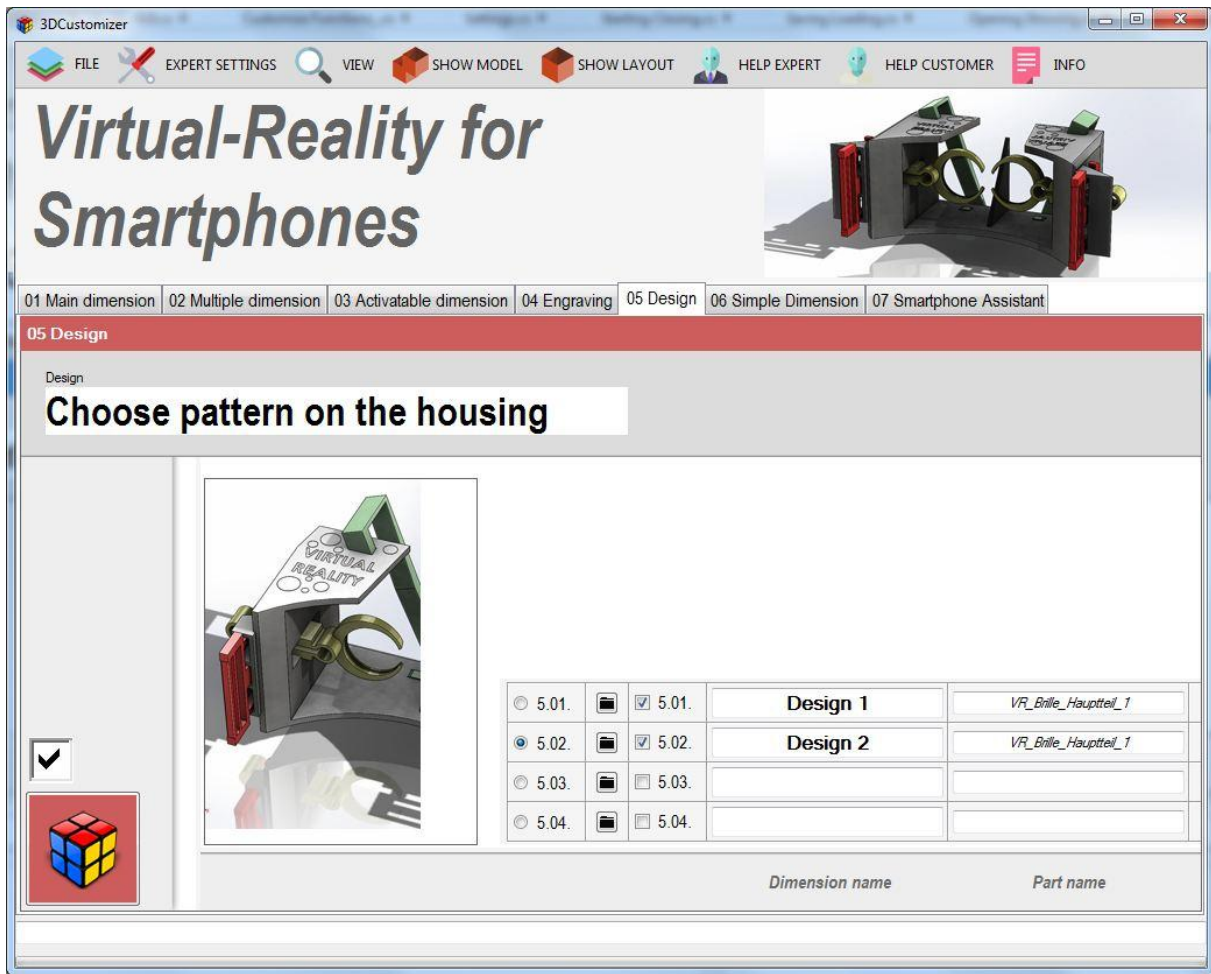 3DCustomizer
FILE EXPERT SETTINGS VIEW SHOW MODEL SHOW LAYOUT HELP EXPERT HELP CUSTOMER INFO
Virtual-Reality for
Smartphones
01 Main dimension 02 Multiple dimension 03 Activatable dimension 04 Engraving 05 Design 06 Simple Dimension 07 Smartphone Assistant
05 Design
Design
Choose pattern on the housing
VIRTUAL
REALITY
5.01. 5.01. Design 1 VR_Brille_Hauptteil_1
5.02. 5.02. Design 2 VR_Brille_Hauptteil_1
5.03. 5.03.
5.04. 5.04.
Dimension name Part name